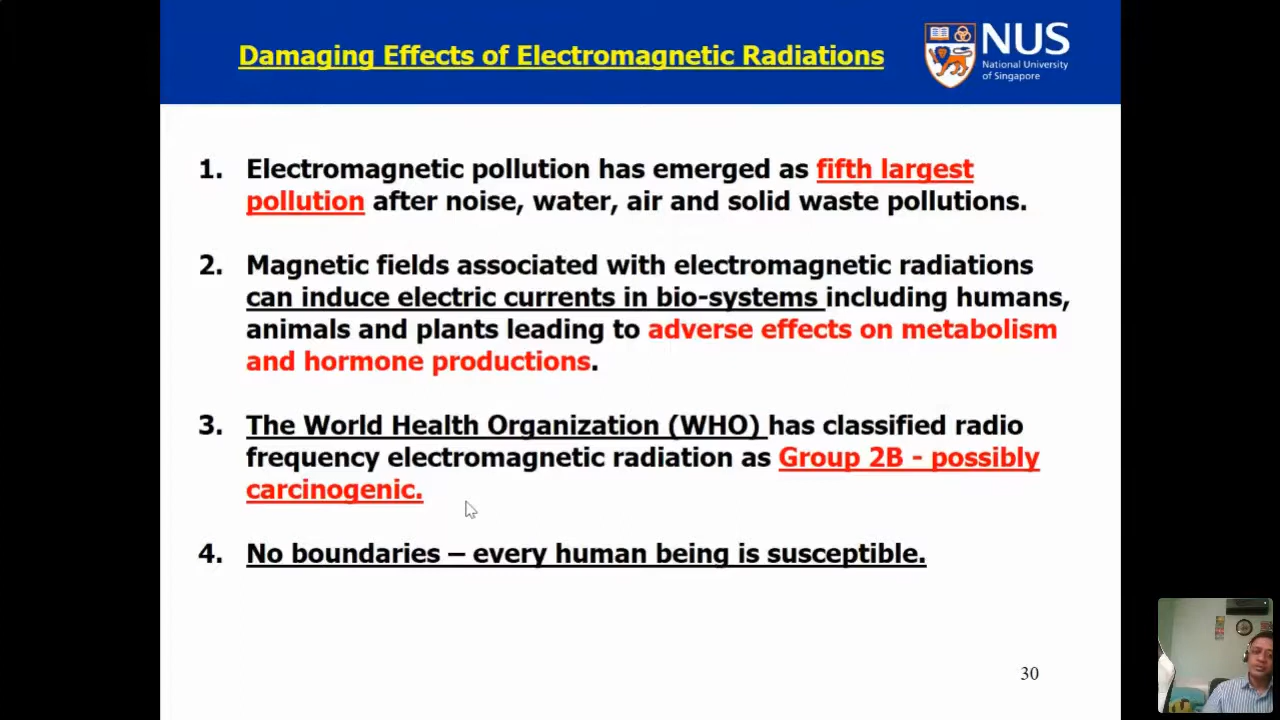 Damaging Effects of Electromagnetic Radiations
NUS
National University
of Singapore
1. Electromagnetic pollution has emerged as fifth largest
pollution after noise, water, air and solid waste pollutions.
2. Magnetic fields associated with electromagnetic radiations
can induce electric currents in bio-systems including humans,
animals and plants leading to adverse effects on metabolism
and hormone productions.
3. The World Health Organization (WHO) has classified radio
frequency electromagnetic radiation as Group 2B - possibly
carcinogenic.
4. No boundaries – every human being is susceptible.
30